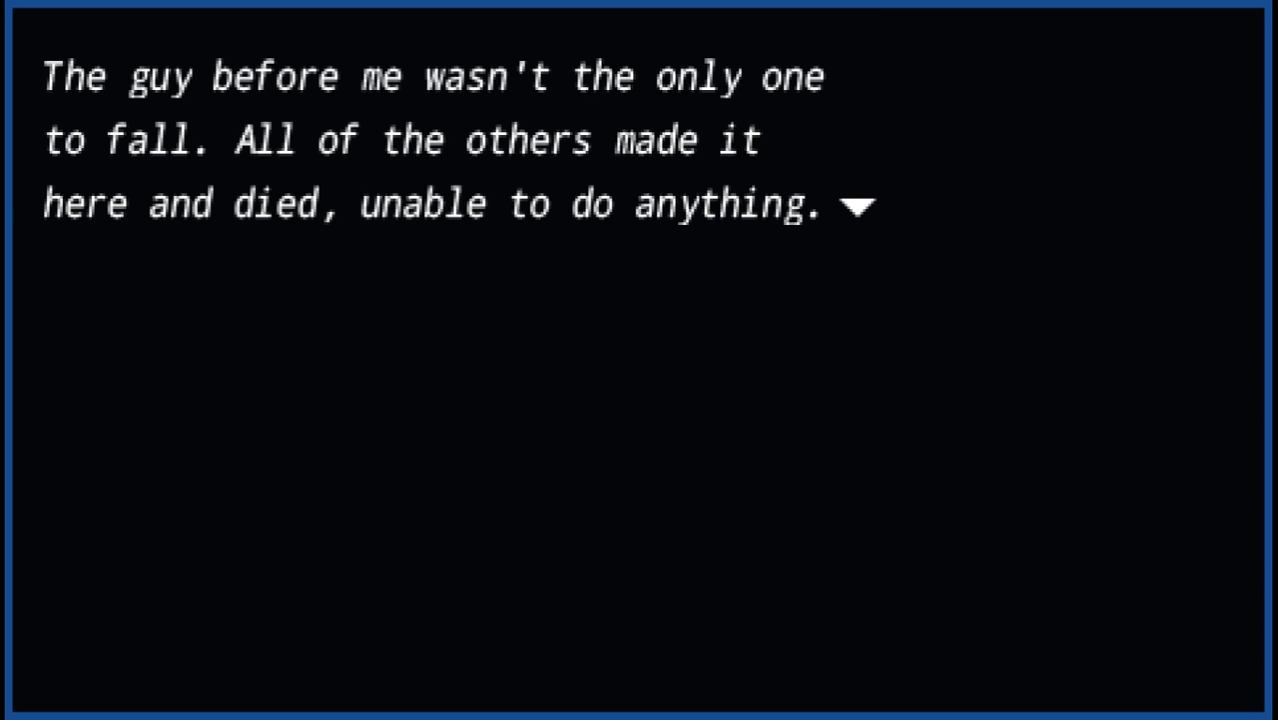 The guy before me wasn't the only one
to fall. All of the others made it
here and died, unable to do anything.